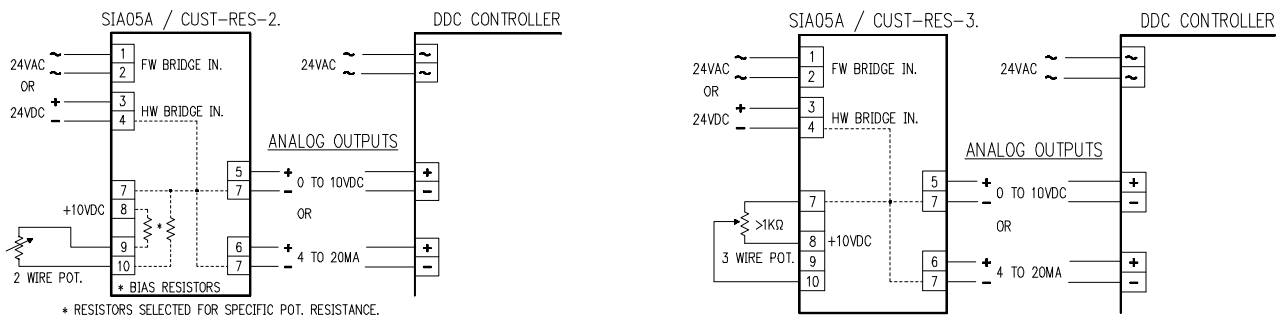 SIA05A / CUST-RES-2.
DDC CONTROLLER
~
1
~
2
FW BRIDGE IN.
24VAC
OR
24VDC
+
3
-
4
HW BRIDGE IN.
24VAC
~
~
~
~
ANALOG OUTPUTS
5
+
7
-
0 TO 10VDC
+
-
OR
6
+
7
-
4 TO 20MA
+
-
7
+10VDC
8
*
9
10
2 WIRE POT.
* BIAS RESISTORS
* RESISTORS SELECTED FOR SPECIFIC POT. RESISTANCE.
SIA05A / CUST-RES-3.
DDC CONTROLLER
~
1
~
2
FW BRIDGE IN.
24VAC
OR
24VDC
+
3
-
4
HW BRIDGE IN.
24VAC
~
~
~
~
ANALOG OUTPUTS
5
+
7
-
0 TO 10VDC
+
-
OR
6
+
7
-
4 TO 20MA
+
-
7
>1KΩ
8
+10VDC
3 WIRE POT.
9
10